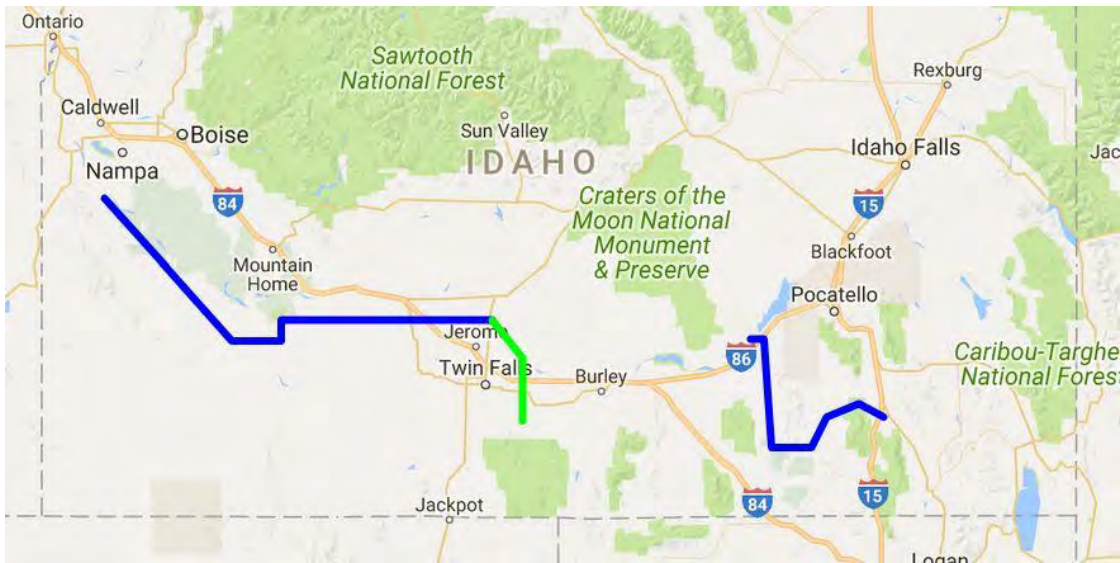 Ontario
Caldwell
Boise
Nampa
84
Mountain
Home
Sawtooth
National Forest
Sun Valley
IDAHO
Craters of the
Moon National
Monument
& Preserve
Rexburg
Idaho Falls
15
Blackfoot
Pocatello
Jac
Caribou-Targhe
National Forest
Jerome
Twin Falls
Burley
86
Jackpot
84
15
Logan